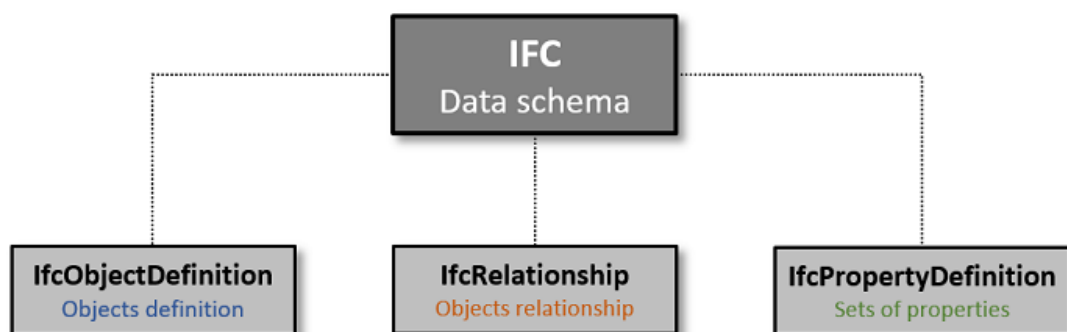 IFC
Data schema
IfcObjectDefinition
Objects definition
IfcRelationship
Objects relationship
IfcPropertyDefinition
Sets of properties